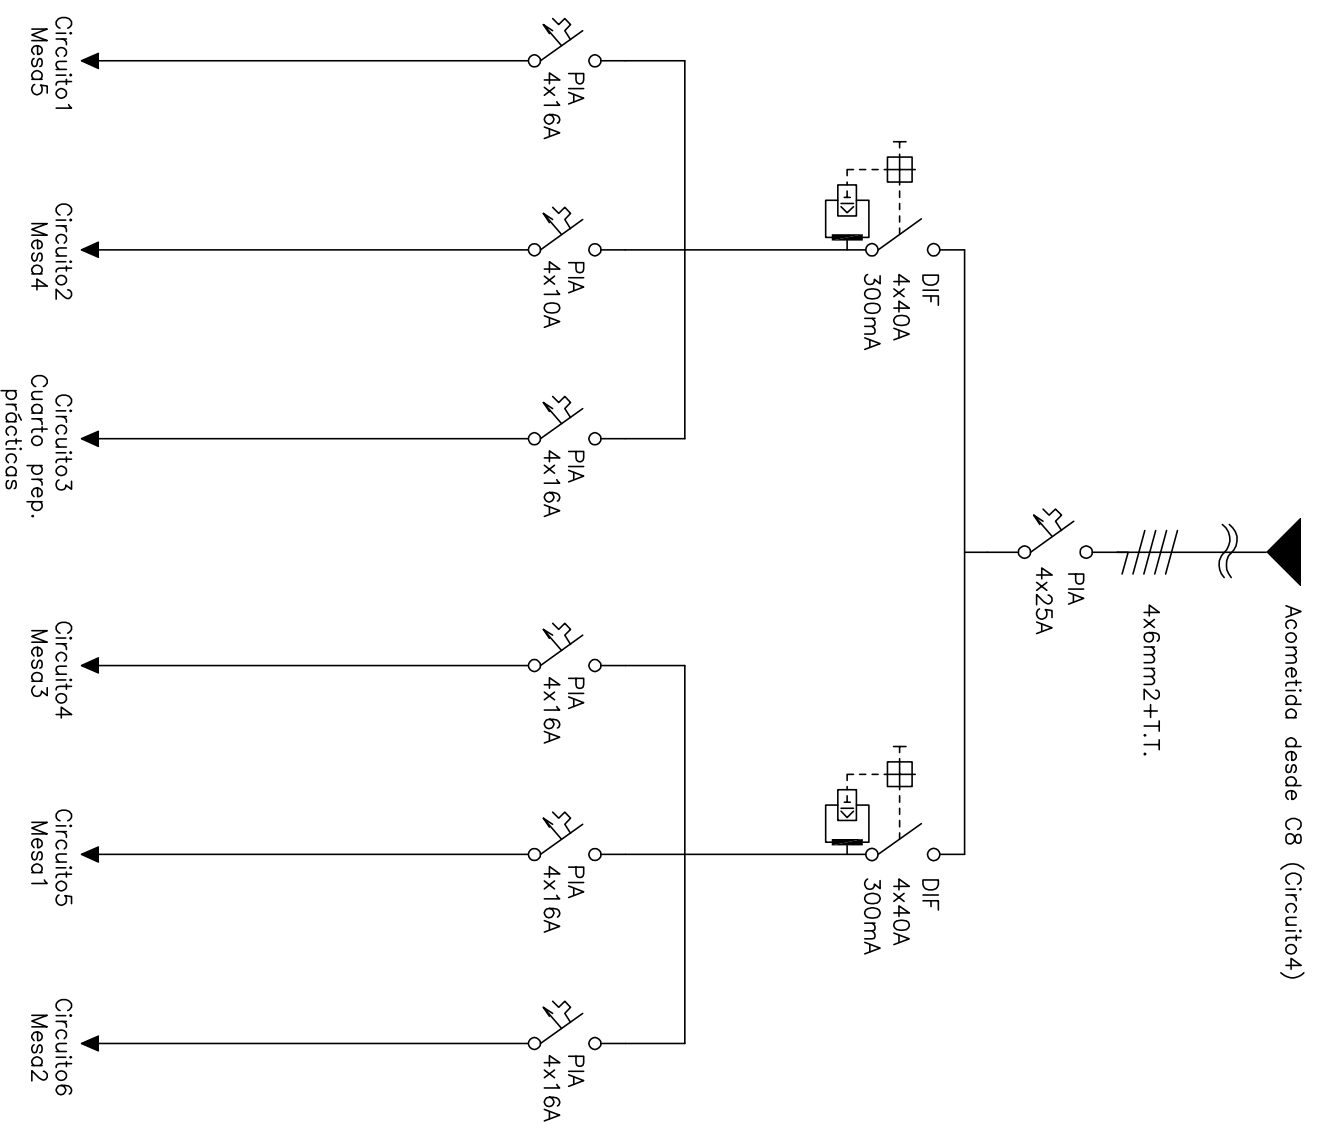 Acometida desde C8 (Circuito4)
4x6mm2+T.T.
PIA
4x25A
DIF
4x40A
300mA
DIF
4x40A
300mA
PIA
4x16A
PIA
4x10A
PIA
4x16A
PIA
4x16A
PIA
4x16A
PIA
4x16A
Circuito1
Mesa5
Circuito2
Mesa4
Circuito3
Cuarto prep.
prácticas
Circuito4
Mesa3
Circuito5
Mesa1
Circuito6
Mesa2